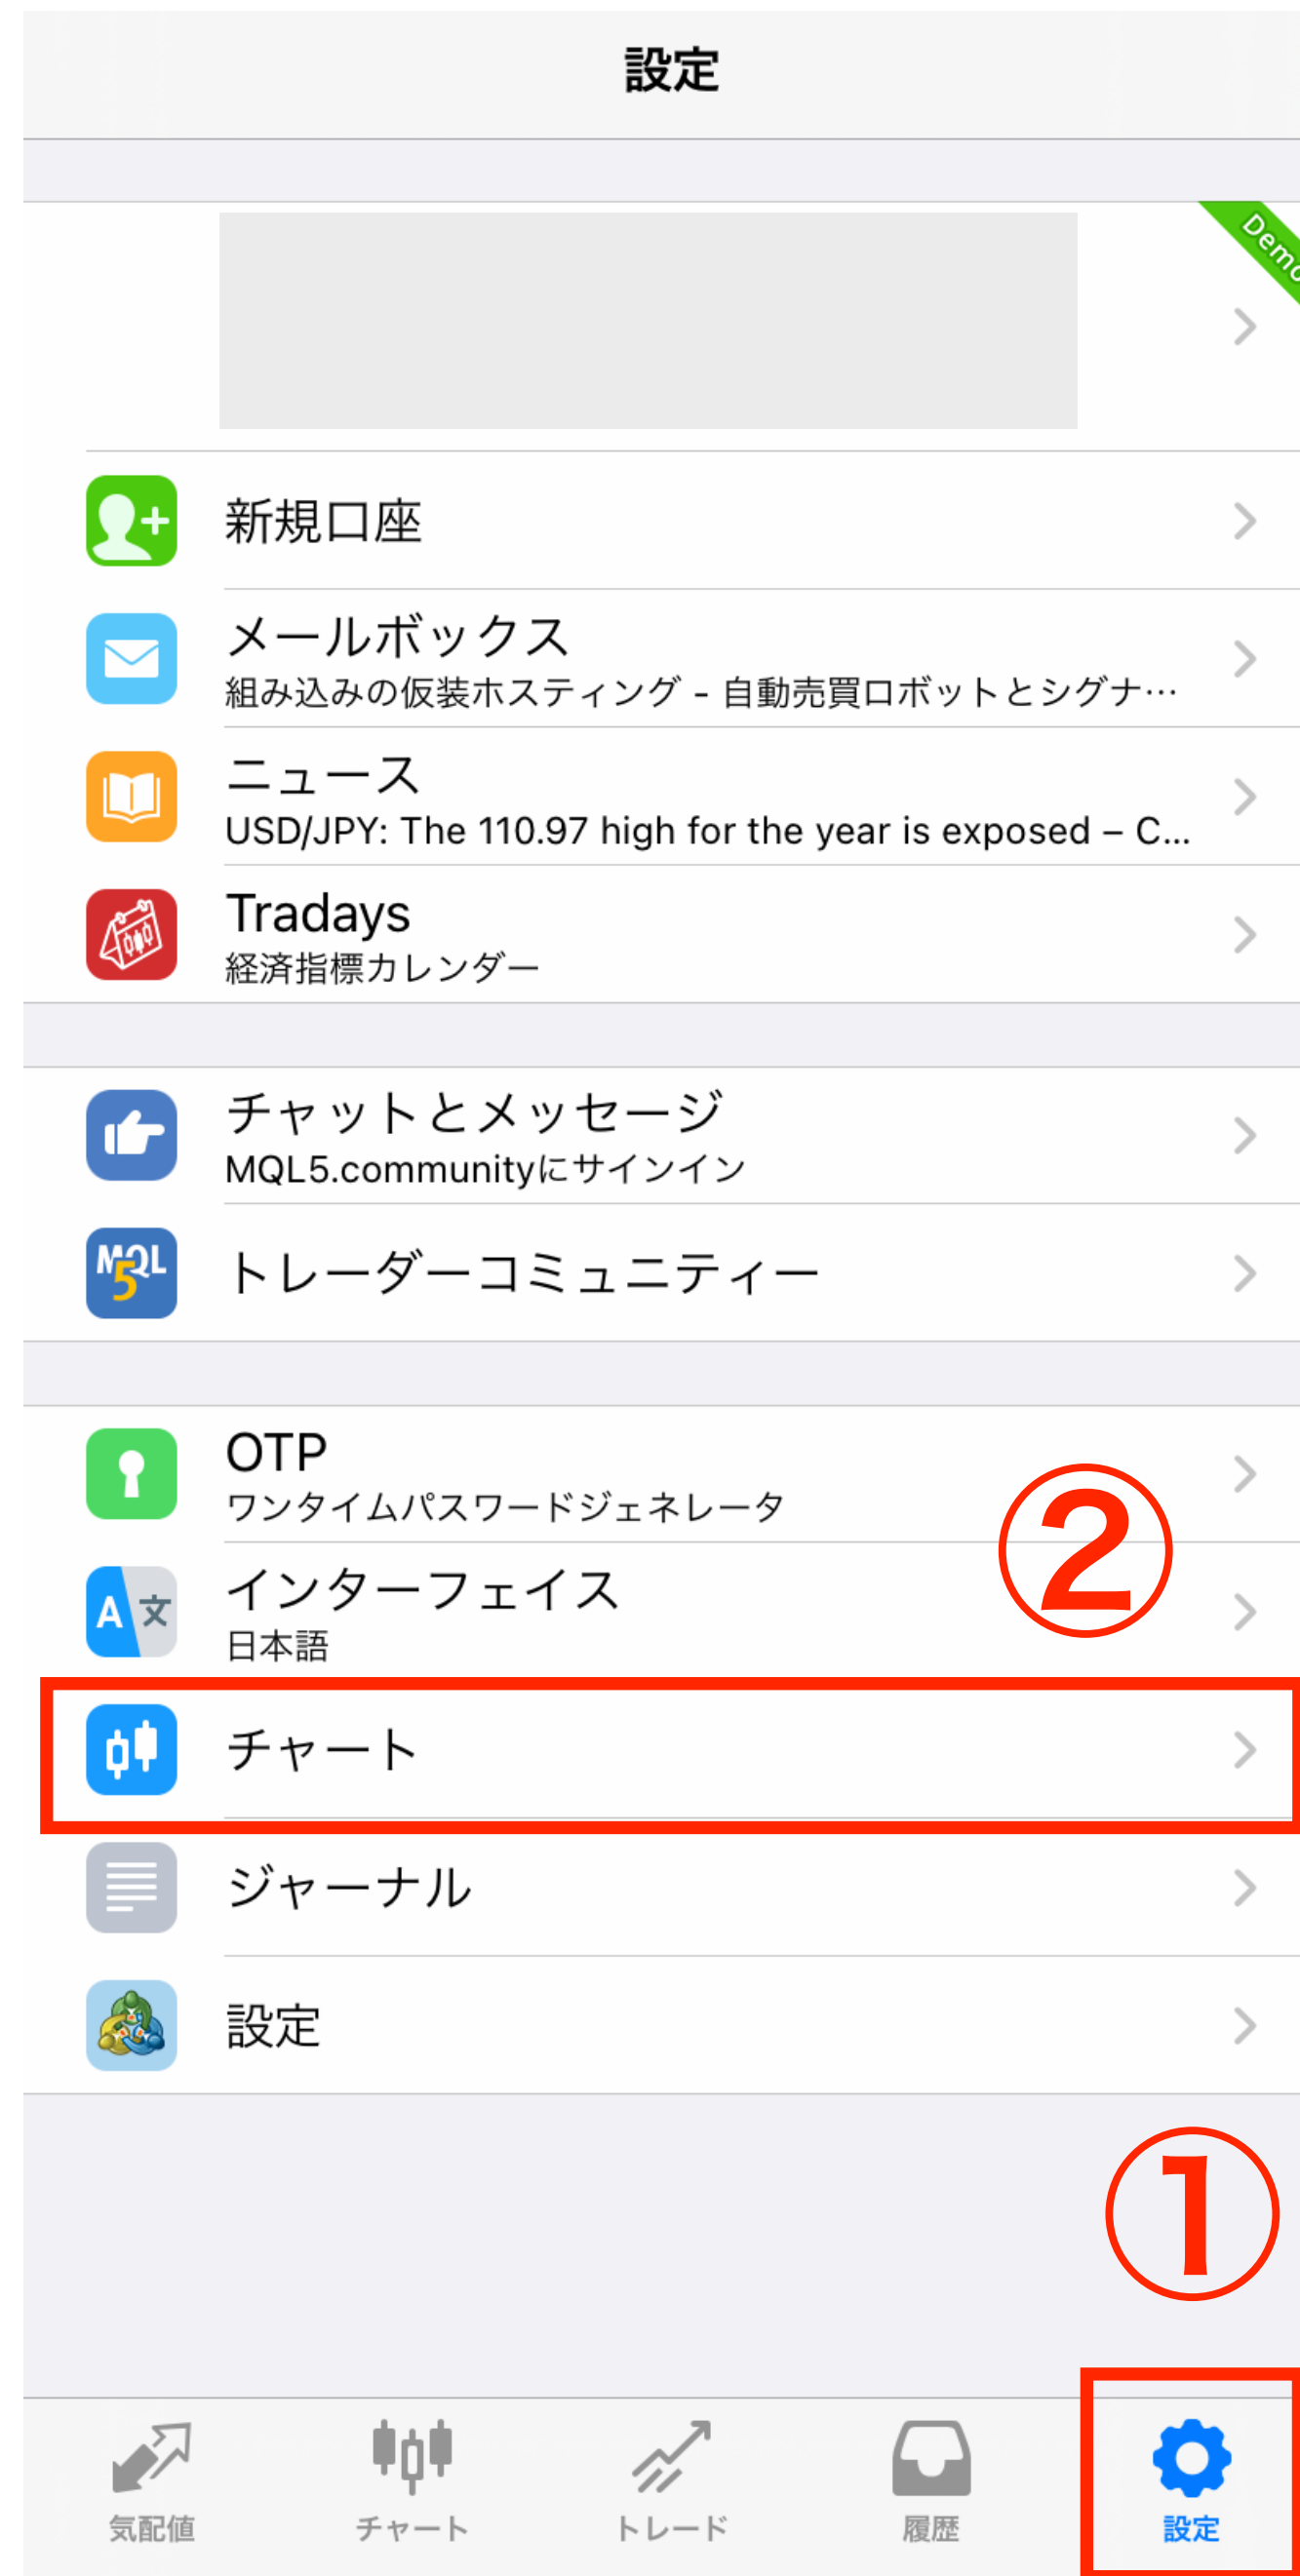 設定
Demo
新規口座
メールボックス
組み込みの仮装ホスティング - 自動売買ロボットとシグナ…
ニュース
USD/JPY: The 110.97 high for the year is exposed – C...
Tradays
経済指標カレンダー
チャットとメッセージ
MQL5.communityにサインイン
MQL
5
トレーダーコミュニティー
OTP
ワンタイムパスワードジェネレータ
②
A 文
インターフェイス
日本語
チャート
ジャーナル
設定
①
気配値 チャート トレード 履歴 設定